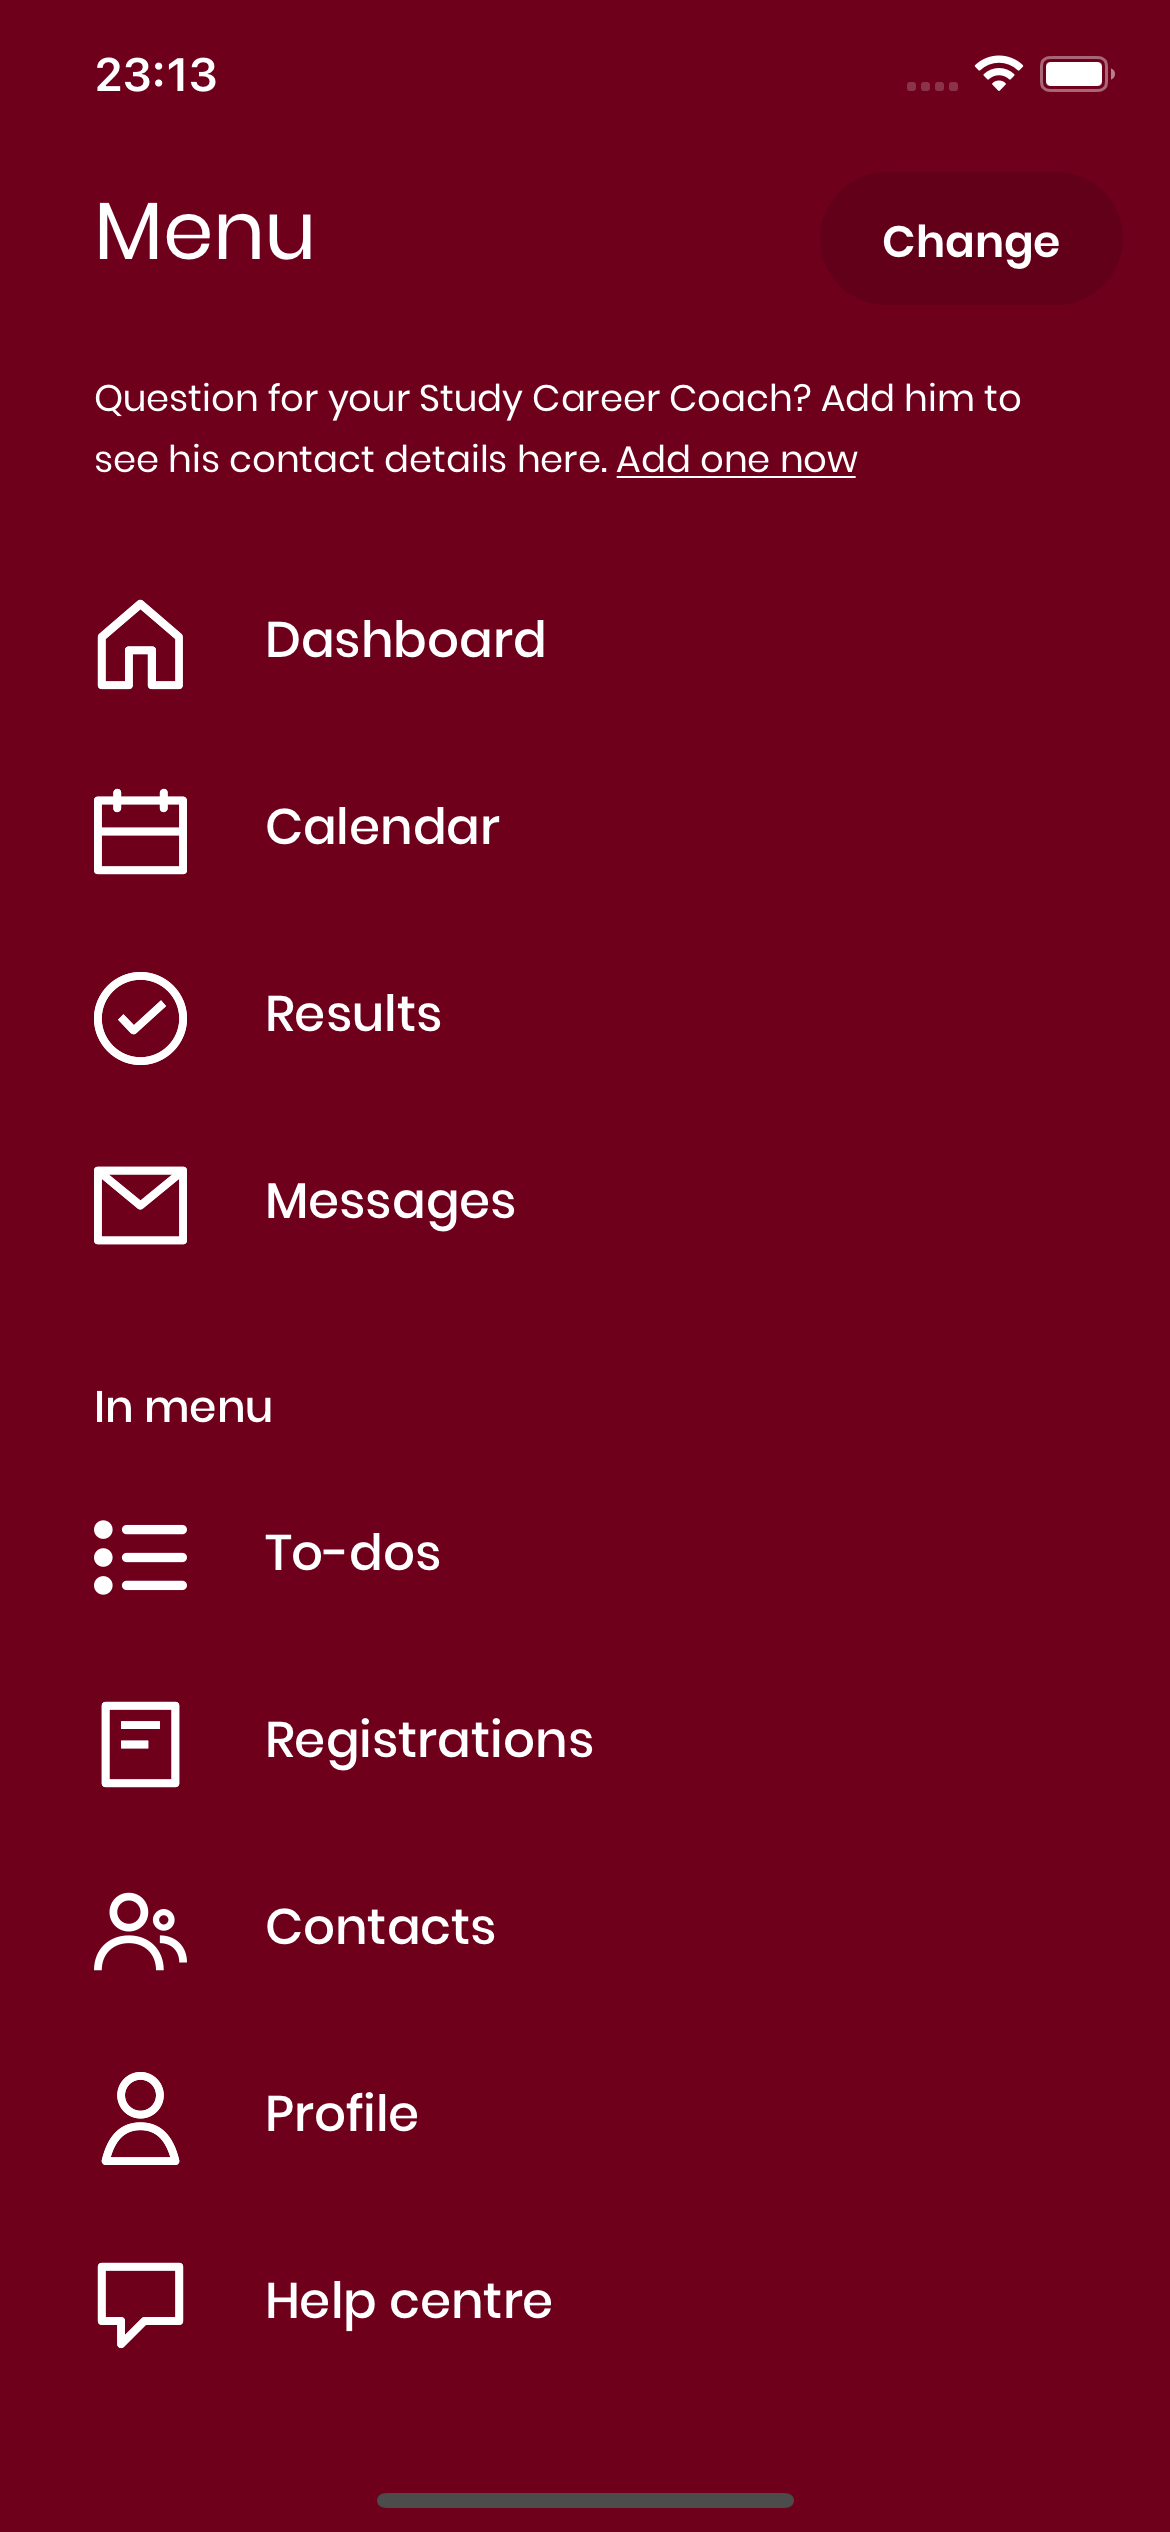 23:13
Menu
Change
Question for your Study Career Coach? Add him to
see his contact details here. Add one now
Dashboard
Calendar
Results
Messages
In menu
To-dos
Registrations
Contacts
Profile
Help centre